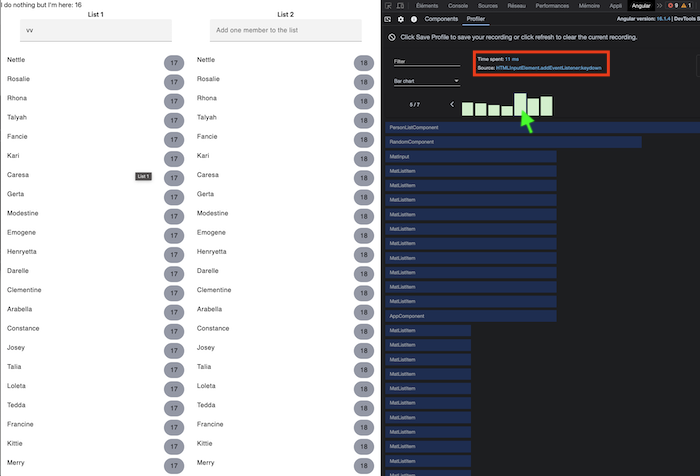 I do nothing but I'm here: 16
List 1
List 2
vv
Add one member to the list
Nettle 17 Nettle 18
Rosalie 17 Rosalie 18
Rhona 17 Rhona 18
Talyah 17 Talyah 18
Fancie 17 Fancie 18
Kari 17 Kari 18
Caresa 17 Caresa 18
List 1
Gerta 17 Gerta 18
Modestine 17 Modestine 18
Emogene 17 Emogene 18
Henryetta 17 Henryetta 18
Darelle 17 Darelle 18
Clementine 17 Clementine 18
Arabella 17 Arabella 18
Constance 17 Constance 18
Josey 17 Josey 18
Talia 17 Talia 18
Loleta 17 Loleta 18
Tedda 17 Tedda 18
Francine 17 Francine 18
Kittie 17 Kittie 18
Merry 17 Merry 18
Éléments Console Sources Réseau Performances Mémoire Appli Angular 9 1
Components Profiler Angular version: 16.1.4 | DevTools S
Click Save Profile to save your recording or click refresh to clear the current recording.
Filter
Time spent: 11 ms
Source: HTMLInputElement.addEventListener:keydown
Bar chart
5 / 7
PersonListComponent
RandomComponent
MatInput
MatListItem
MatListItem
MatListItem
MatListItem
MatListItem
MatListItem
MatListItem
MatListItem
MatListItem
MatListItem
AppComponent
MatListItem
MatListItem
MatListItem
MatListItem
MatListItem
MatListItem
MatListItem
MatListItem
MatListItem
MatListItem
MatListItem